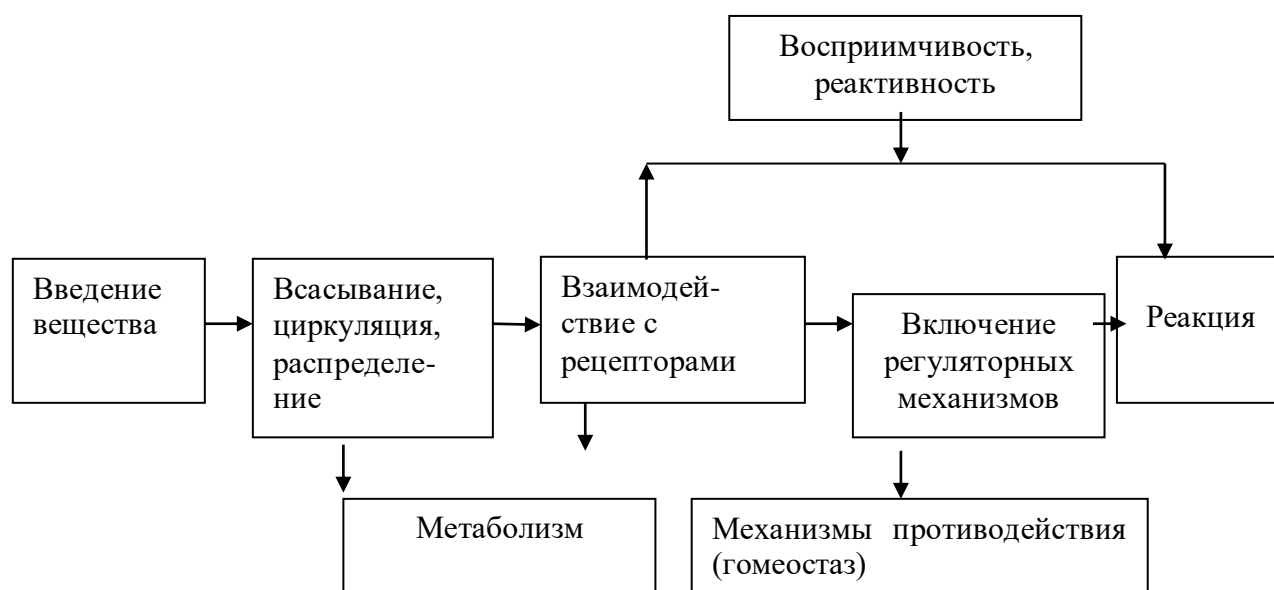 Восприимчивость,
реактивность
Введение
вещества
Всасывание,
циркуляция,
распределе-
ние
Взаимодей-
ствие с
рецепторами
Включение
регуляторных
механизмов
Реакция
Метаболизм
Механизмы противодействия
(гомеостаз)